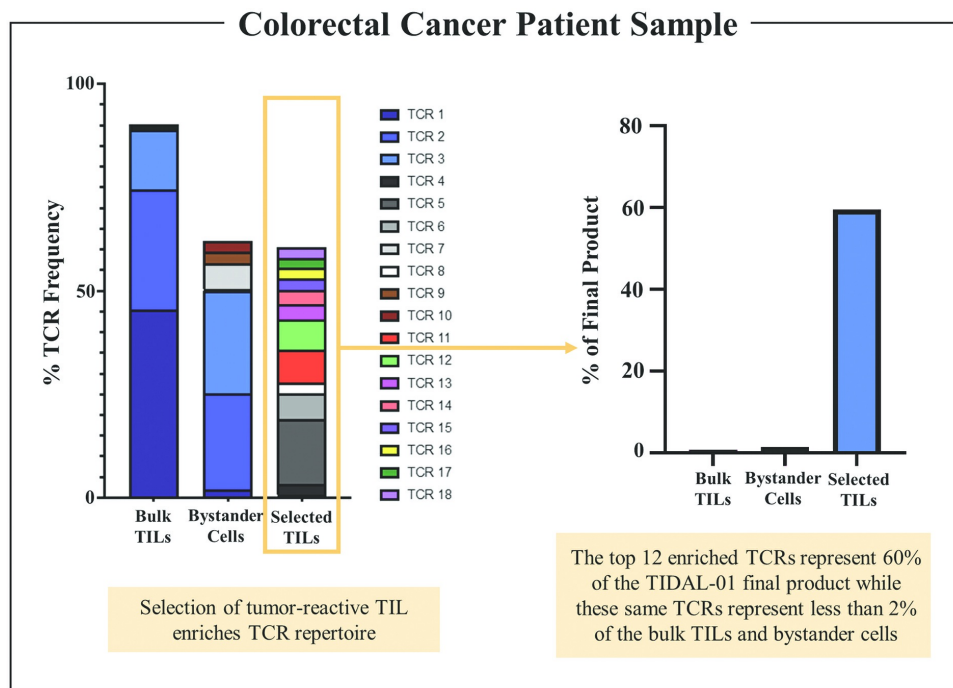 Colorectal Cancer Patient Sample
% TCR Frequency
100
50
0
Bulk
TILs
Bystander
Cells
Selected
TILs
TCR 1
TCR 2
TCR 3
TCR 4
TCR 5
TCR 6
TCR 7
TCR 8
TCR 9
TCR 10
TCR 11
TCR 12
TCR 13
TCR 14
TCR 15
TCR 16
TCR 17
TCR 18
Selection of tumor-reactive TIL
enriches TCR repertoire
% of Final Product
80
60
40
20
0
Bulk
TILs
Bystander
Cells
Selected
TILs
The top 12 enriched TCRs represent 60%
of the TIDAL-01 final product while
these same TCRs represent less than 2%
of the bulk TILs and bystander cells